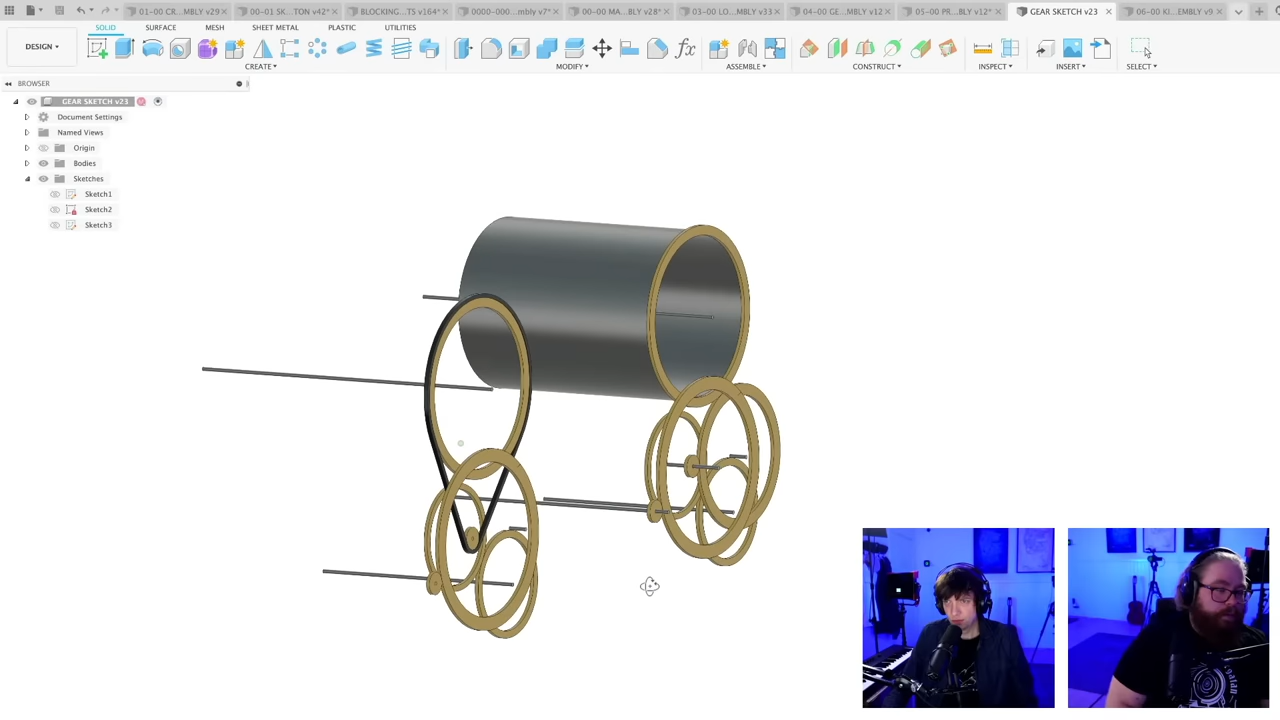 01-00 CR...MBLY v29*
00-01 SK...TON v42*
BLOCKING...TS v164*
0000-000...mbly v7*
00-00 MA...BLY v28*
03-00 LO...MBLY v33
04-00 GE...MBLY v12
05-00 PR...BLY v12*
GEAR SKETCH v23
06-00 KI...EMBLY v9
SOLID SURFACE MESH SHEET METAL PLASTIC UTILITIES
DESIGN
CREATE MODIFY ASSEMBLE CONSTRUCT INSPECT INSERT SELECT
BROWSER
GEAR SKETCH v23
Document Settings
Named Views
Origin
Bodies
Sketches
Sketch1
Sketch2
Sketch3